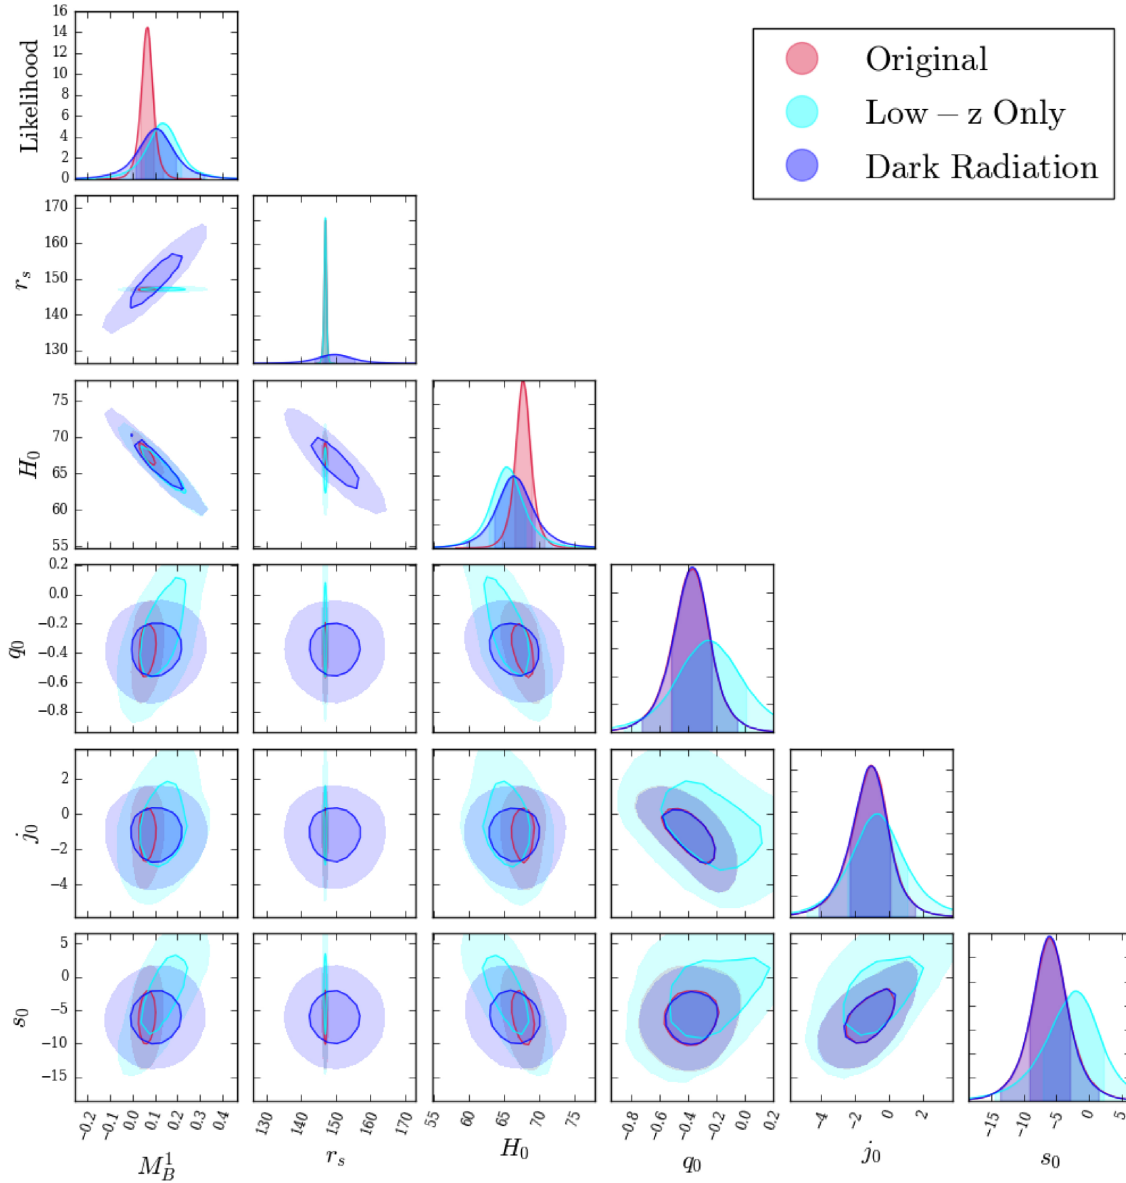 16
14
12
10
8
6
4
2
0
Likelihood
Original
Low – z Only
Dark Radiation
170
160
150
140
130
r_s
75
70
65
60
55
H_0
0.2
0.0
−0.2
−0.4
−0.6
−0.8
q_0
2
0
−2
−4
j_0
5
0
−5
−10
−15
s_0
−0.2 −0.1 0.0 0.1 0.2 0.3 0.4
130 140 150 160 170
55 60 65 70 75
−0.8 −0.6 −0.4 −0.2 0.0 0.2
−4 −2 0 2
−15 −10 −5 0 5
M_B^1
r_s
H_0
q_0
j_0
s_0